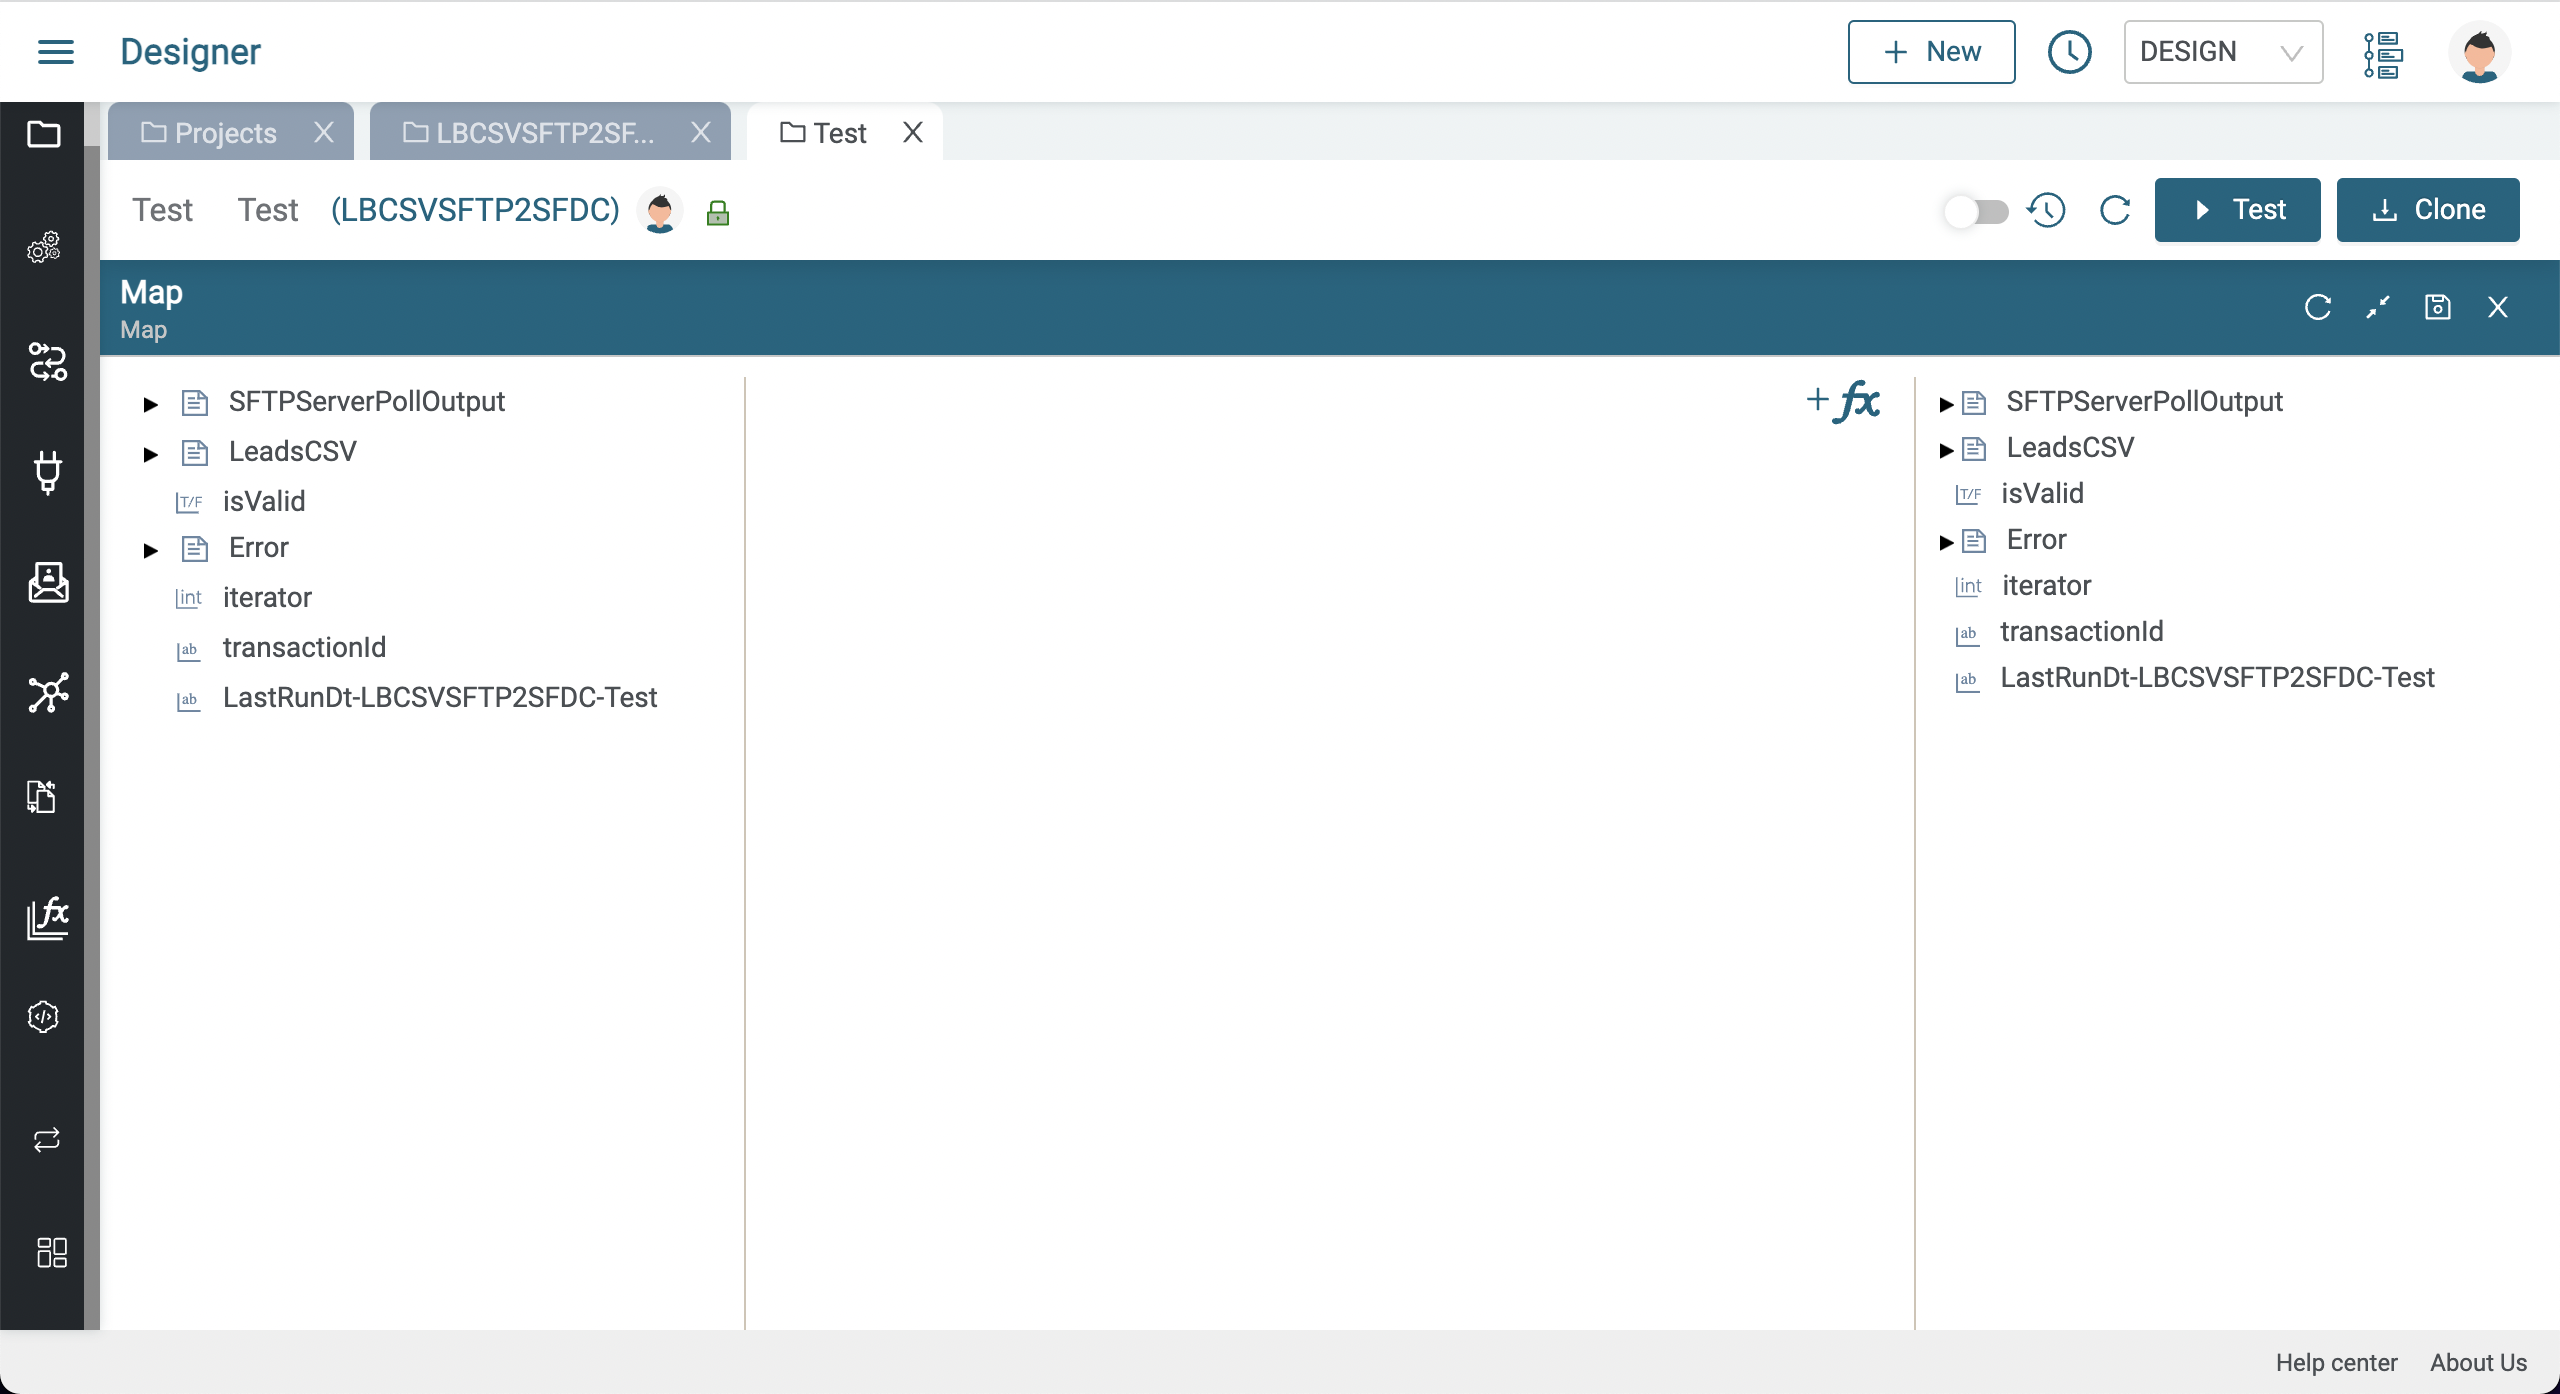 Designer
+ New
DESIGN
Projects X
LBCSVSFTP2SF... X
Test X
Test Test (LBCSVSFTP2SFDC)
Test
Clone
Map
Map
SFTPServerPollOutput
LeadsCSV
T/F isValid
Error
int iterator
ab transactionId
ab LastRunDt-LBCSVSFTP2SFDC-Test
+ fx
SFTPServerPollOutput
LeadsCSV
T/F isValid
Error
int iterator
ab transactionId
ab LastRunDt-LBCSVSFTP2SFDC-Test
fx
Help center About Us